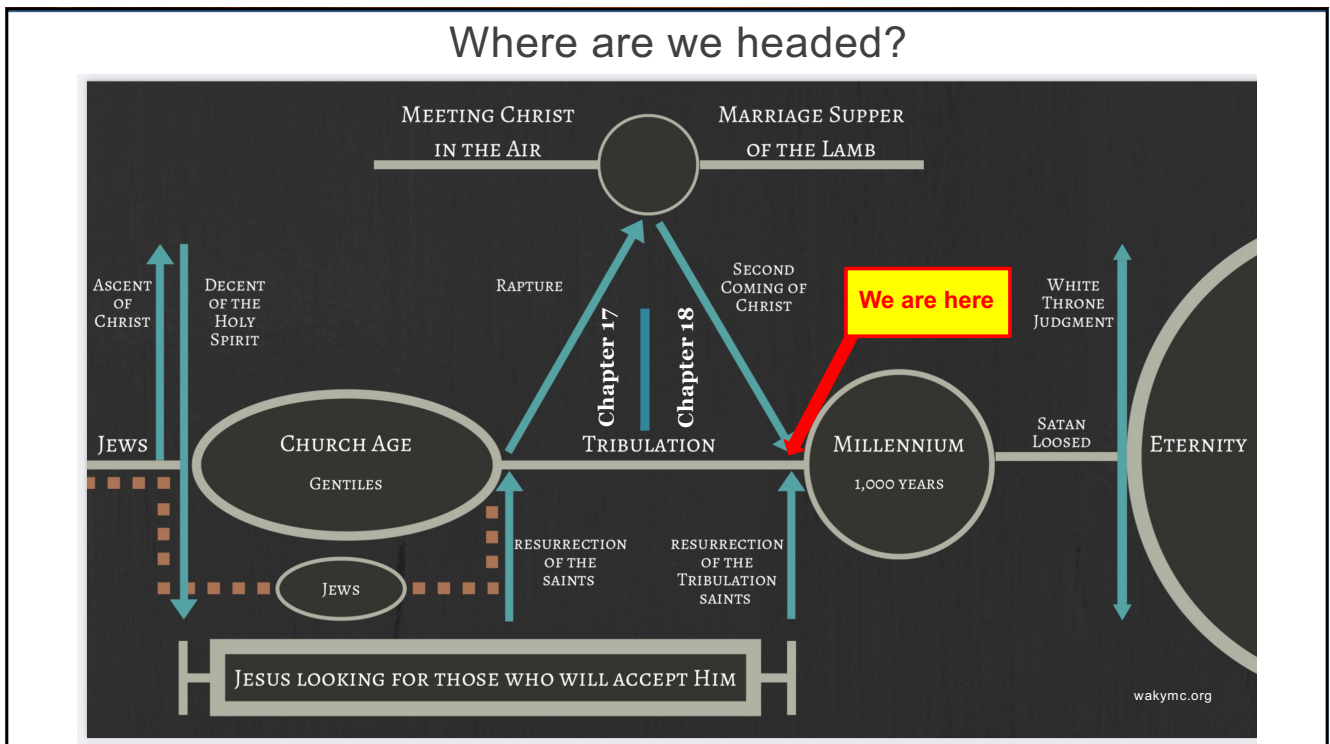 Where are we headed?
MEETING CHRIST
IN THE AIR
MARRIAGE SUPPER
OF THE LAMB
ASCENT
OF
CHRIST
DECENT
OF THE
HOLY
SPIRIT
RAPTURE
Chapter 17
Chapter 18
SECOND
COMING OF
CHRIST
We are here
WHITE
THRONE
JUDGMENT
JEWS
CHURCH AGE
GENTILES
TRIBULATION
MILLENNIUM
1,000 YEARS
SATAN
LOOSED
ETERNITY
JEWS
RESURRECTION
OF THE
SAINTS
RESURRECTION
OF THE
TRIBULATION
SAINTS
JESUS LOOKING FOR THOSE WHO WILL ACCEPT HIM
wakymc.org